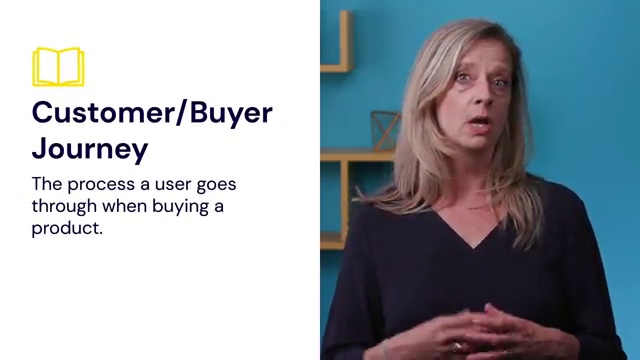 Customer/Buyer
Journey
The process a user goes
through when buying a
product.